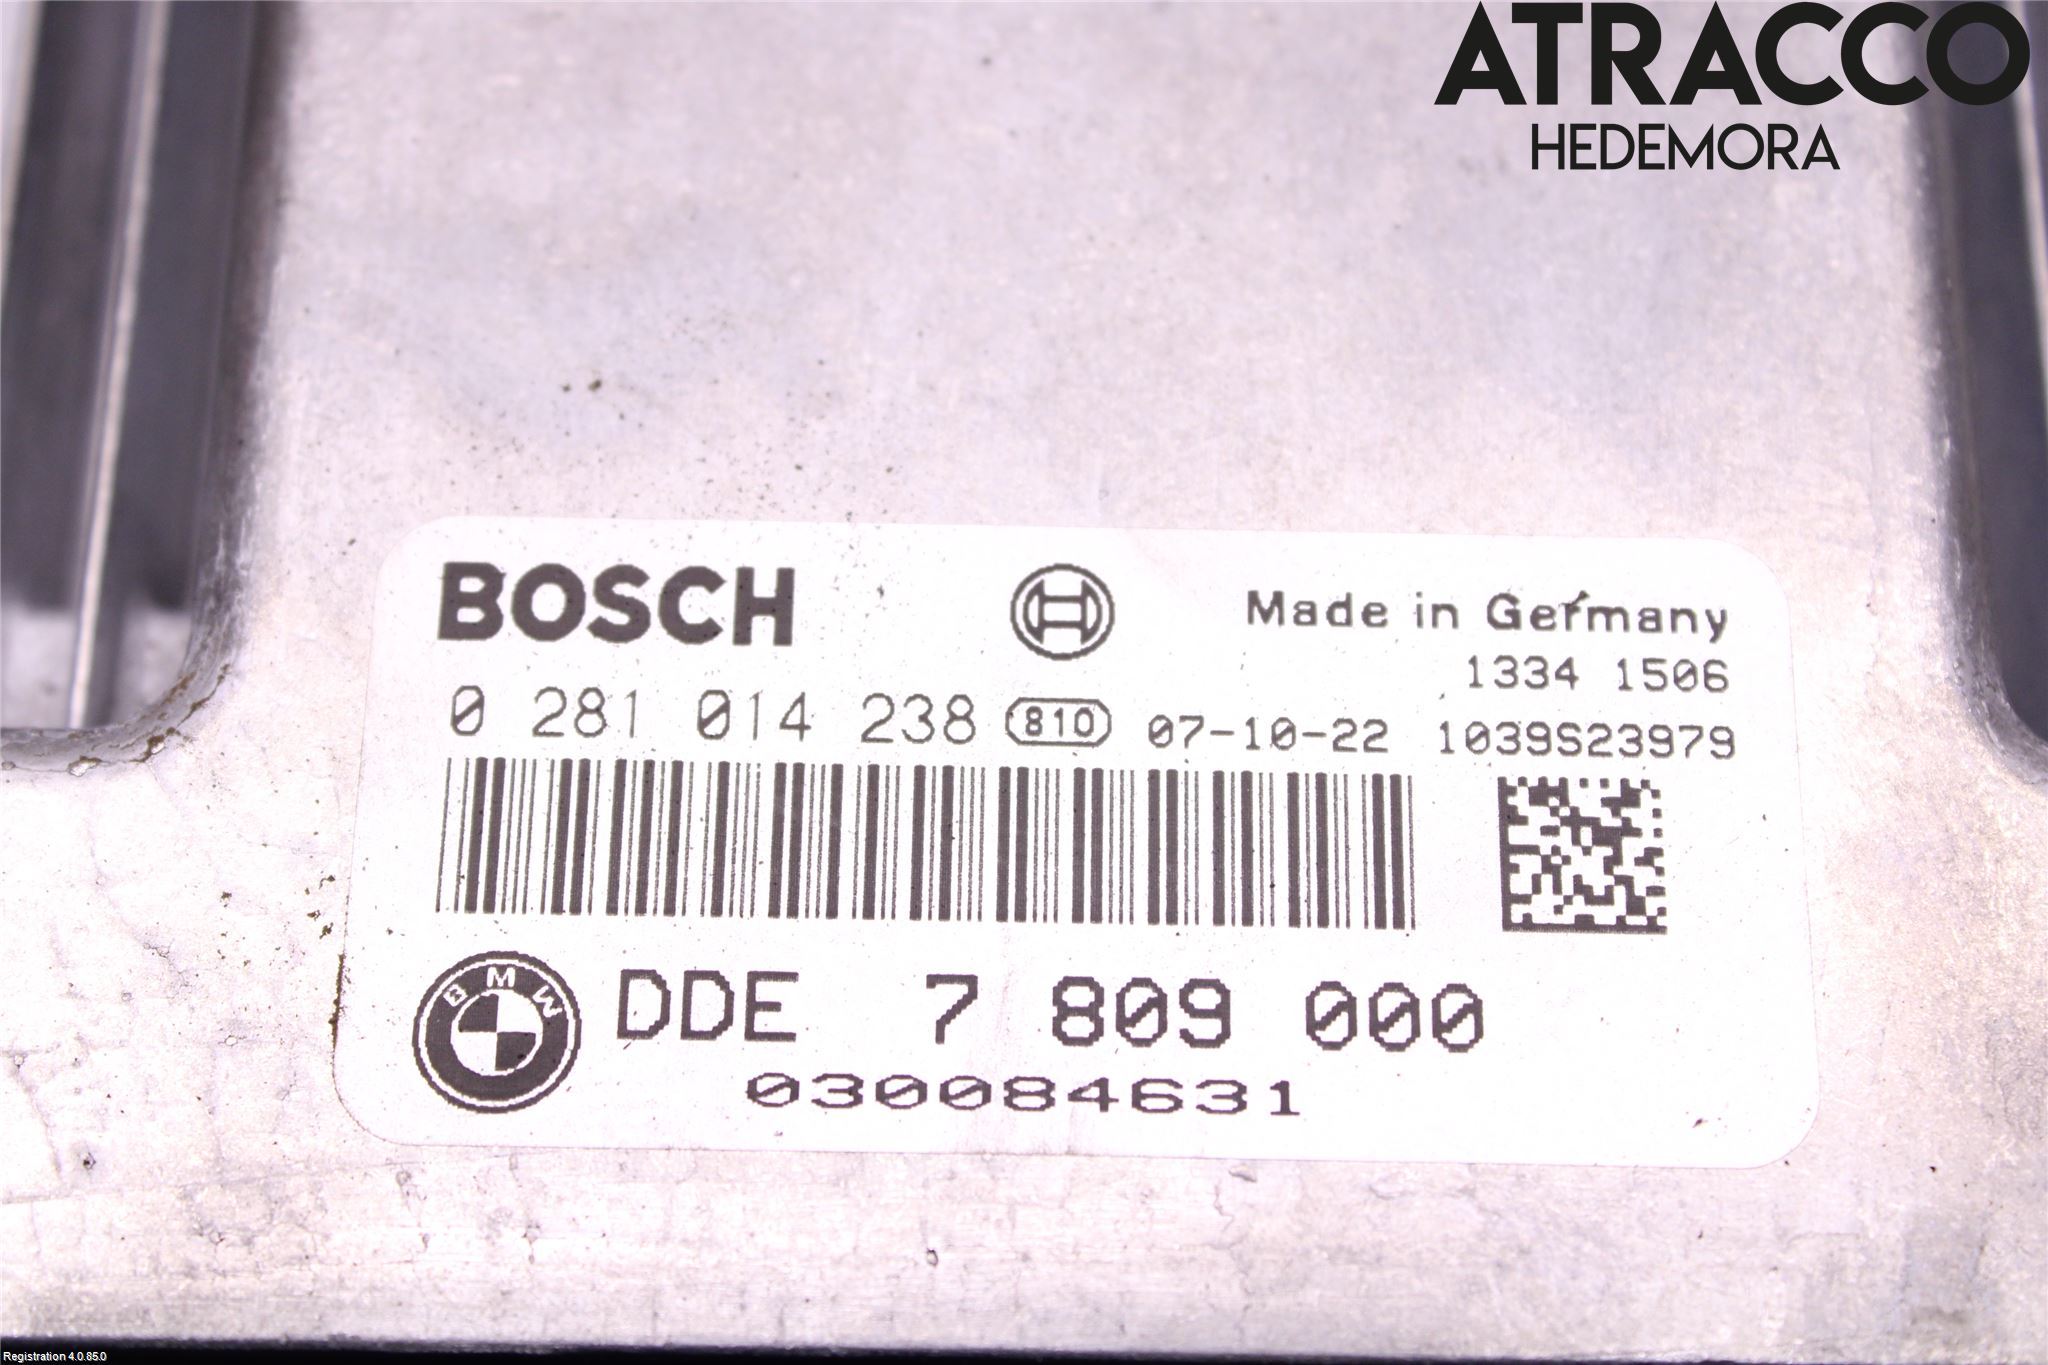 ATRACCO
HEDEMORA
BOSCH
Made in Germany
1334 1506
0 281 014 238 810 07-10-22 1039S23979
BMW
DDE 7 809 000
030084631
Registration 4.0.85.0